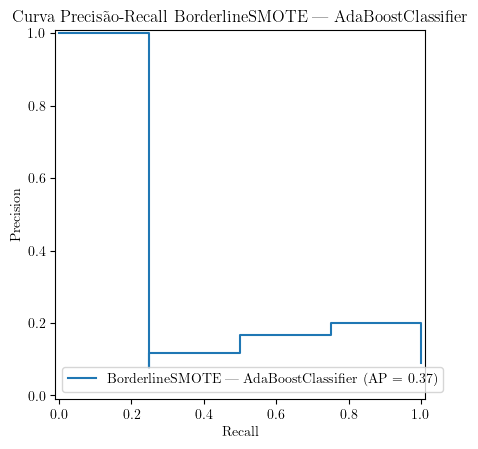 Curva Precisão-Recall BorderlineSMOTE — AdaBoostClassifier
1.0
0.8
0.6
0.4
0.2
0.0
Precision
BorderlineSMOTE — AdaBoostClassifier (AP = 0.37)
0.0 0.2 0.4 0.6 0.8 1.0
Recall